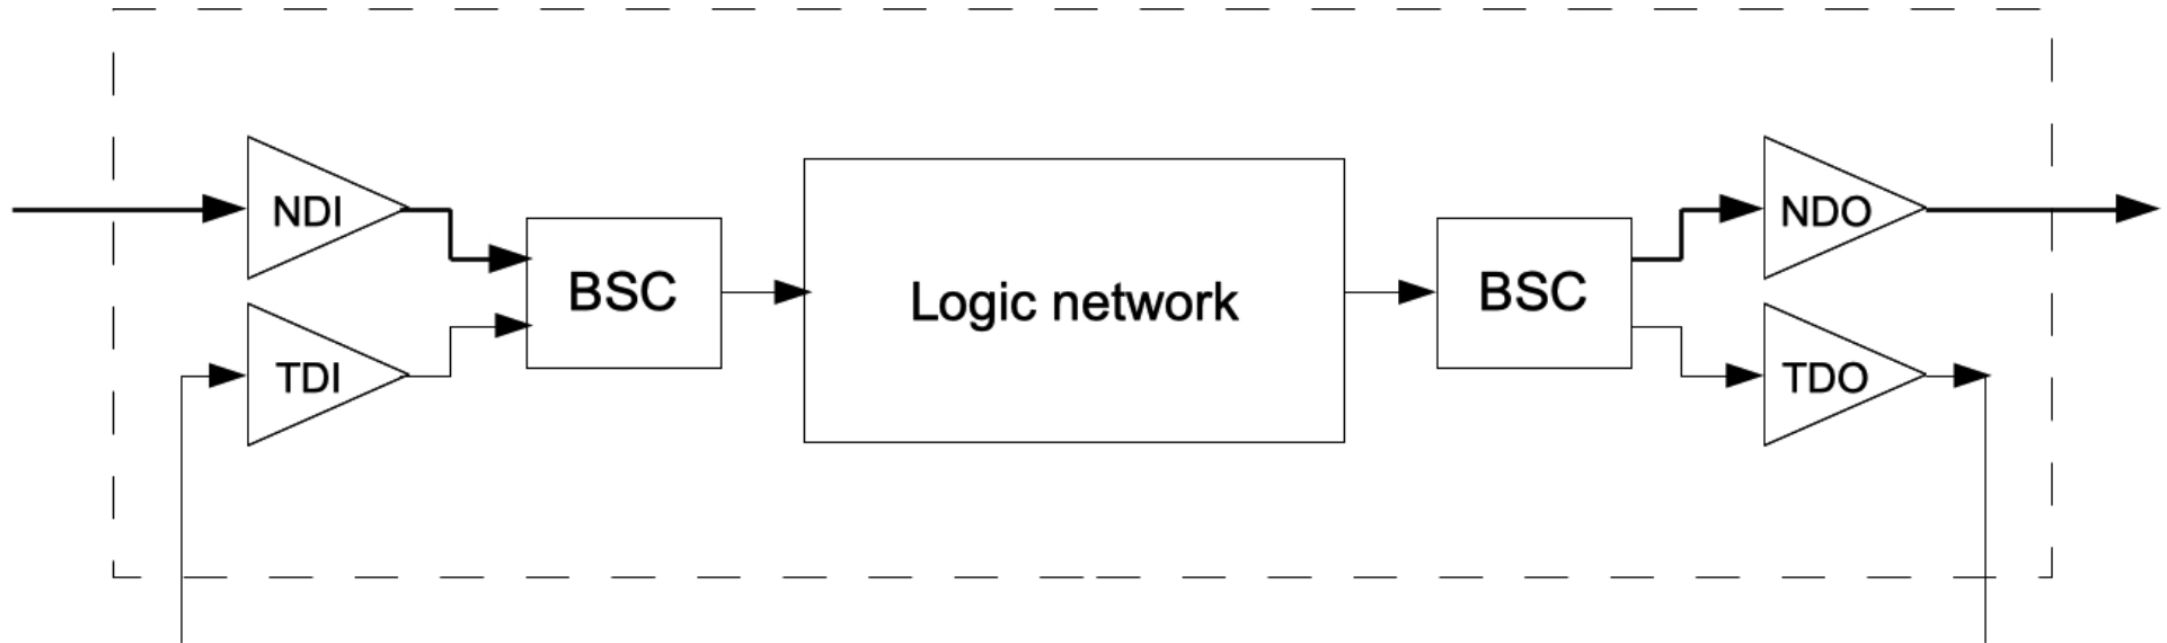 NDI
TDI
BSC
Logic network
BSC
NDO
TDO